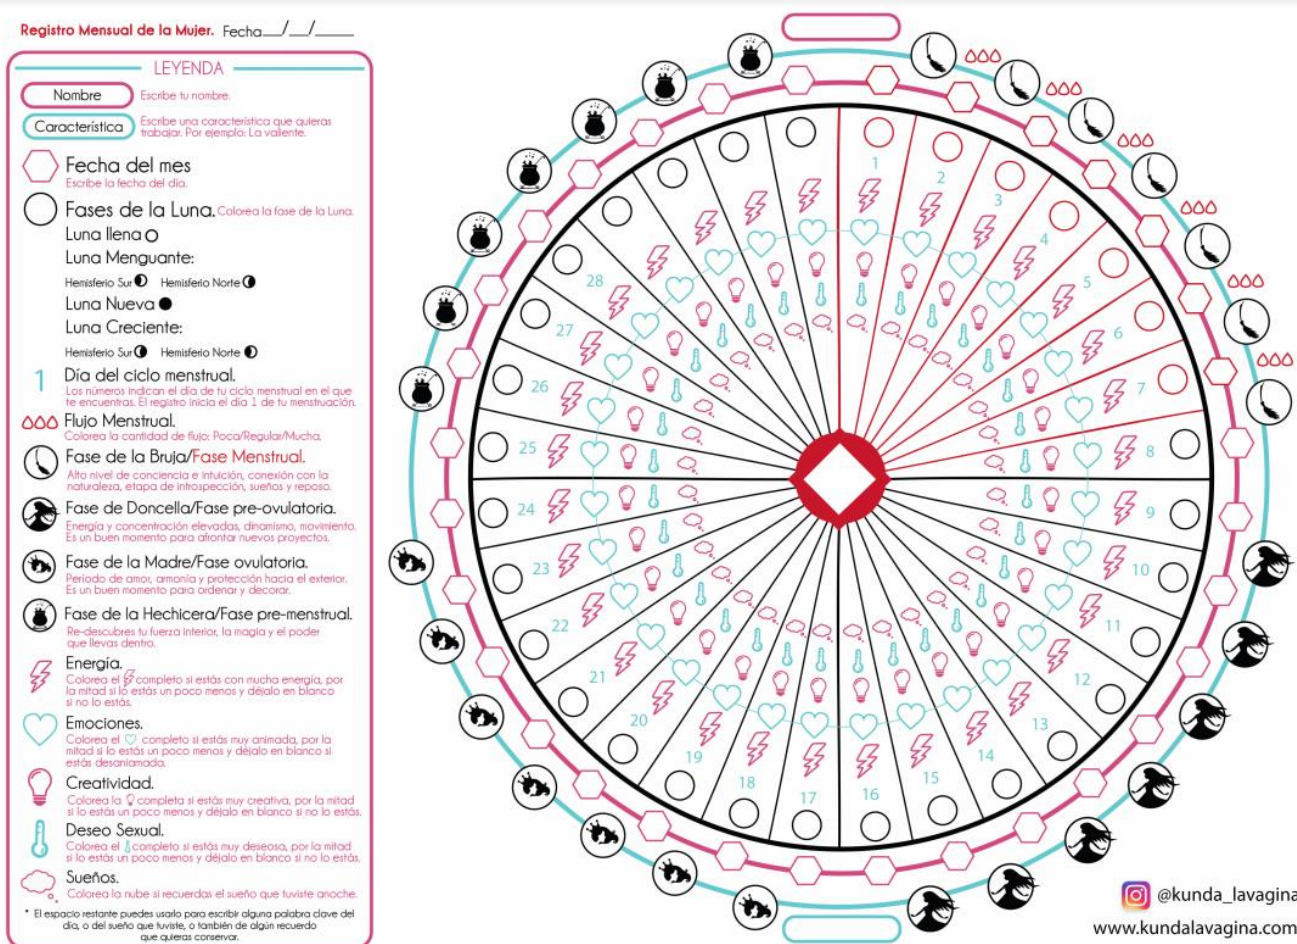 Registro Mensual de la Mujer. Fecha__/__/____
LEYENDA
Nombre
Escribe tu nombre.
Característica
Escribe una característica que quieras
trabajar. Por ejemplo: La valiente.
Fecha del mes
Escribe la fecha del día.
Fases de la Luna. Colorea la fase de la Luna.
Luna llena
Luna Menguante:
Hemisferio Sur Hemisferio Norte
Luna Nueva
Luna Creciente:
Hemisferio Sur Hemisferio Norte
1 Día del ciclo menstrual.
Los números indican el día de tu ciclo menstrual en el que
te encuentras. El registro inicia el día 1 de tu menstruación.
Flujo Menstrual.
Colorea la cantidad de flujo: Poca/Regular/Mucha.
Fase de la Bruja/Fase Menstrual.
Alto nivel de conciencia e intuición, conexión con la
naturaleza, etapa de introspección, sueños y reposo.
Fase de Doncella/Fase pre-ovulatoria.
Energía y concentración elevadas, dinamismo, movimiento.
Es un buen momento para afrontar nuevos proyectos.
Fase de la Madre/Fase ovulatoria.
Período de amor, armonía y protección hacia el exterior.
Es un buen momento para ordenar y decorar.
Fase de la Hechicera/Fase pre-menstrual.
Re-descubres tu fuerza interior, la magia y el poder
que llevas dentro.
Energía.
Colorea el completo si estás con mucha energía, por
la mitad si lo estás un poco menos y déjalo en blanco
si no lo estás.
Emociones.
Colorea el completo si estás muy animada, por la
mitad si lo estás un poco menos y déjalo en blanco si
estás desaniamada.
Creatividad.
Colorea la completa si estás muy creativa, por la mitad
si lo estás un poco menos y déjalo en blanco si no lo estás.
Deseo Sexual.
Colorea el completo si estás muy deseosa, por la mitad
si lo estás un poco menos y déjalo en blanco si no lo estás.
Sueños.
Colorea la nube si recuerdas el sueño que tuviste anoche.
* El espacio restante puedes usarlo para escribir alguna palabra clave del
día, o del sueño que tuviste, o también de algún recuerdo
que quieras conservar.
1
2
3
4
5
6
7
8
9
10
11
12
13
14
15
16
17
18
19
20
21
22
23
24
25
26
27
28
@kunda_lavagina
www.kundalavagina.com